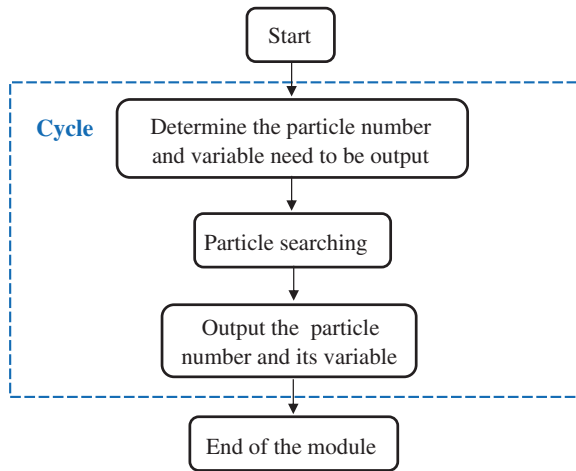 Start
Cycle
Determine the particle number
and variable need to be output
Particle searching
Output the particle
number and its variable
End of the module